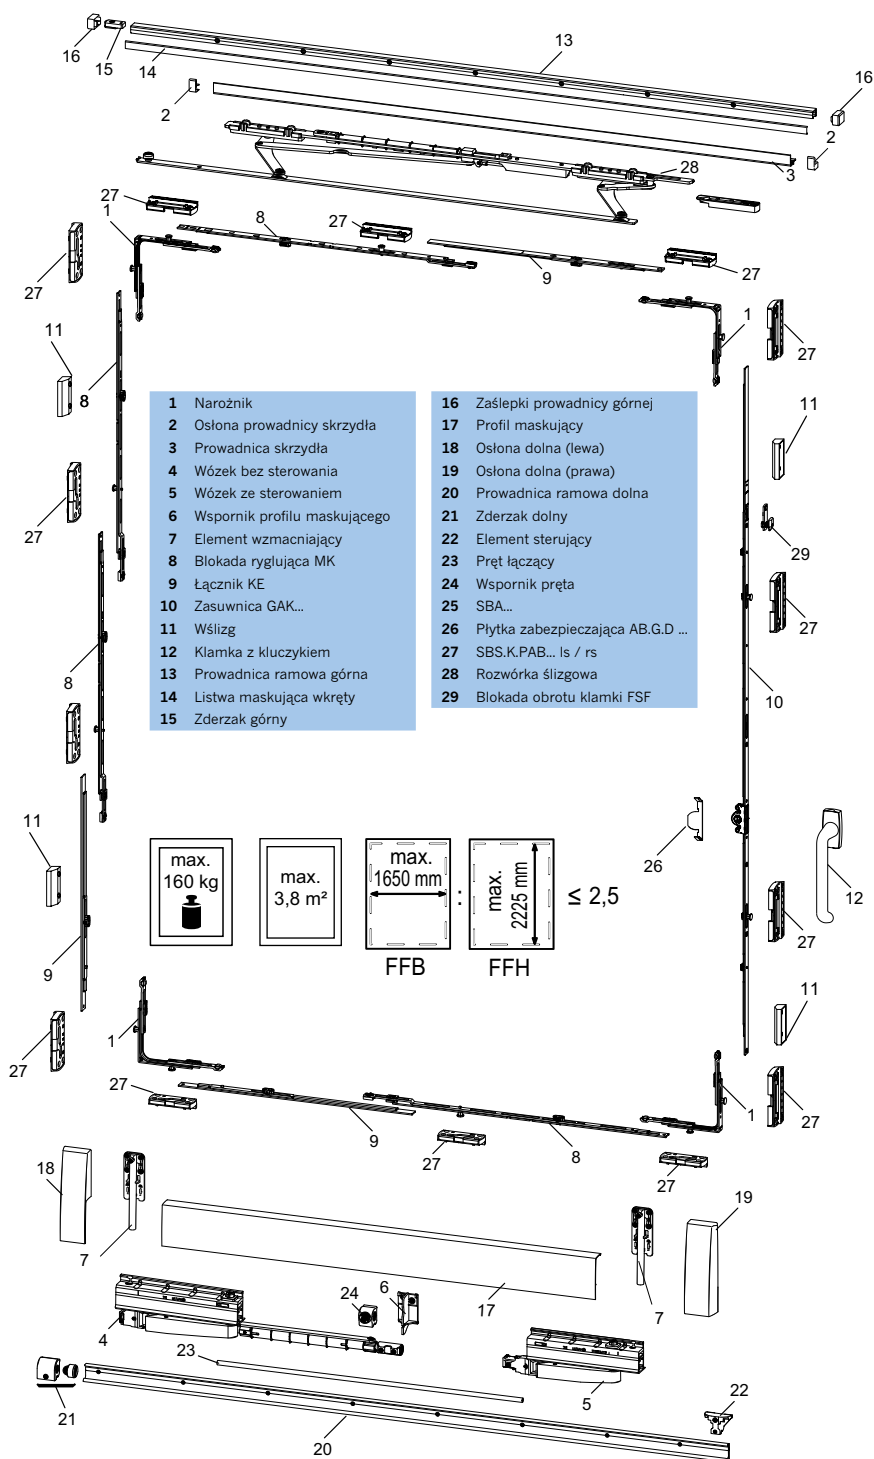 16
15
14
13
16
2
2
3
28
27
1
8
27
9
27
27
1
27
11
8
11
27
29
27
8
10
1 Narożnik
2 Osłona prowadnicy skrzydła
3 Prowadnica skrzydła
4 Wózek bez sterowania
5 Wózek ze sterowaniem
6 Wspornik profilu maskującego
7 Element wzmacniający
8 Blokada ryglująca MK
9 Łącznik KE
10 Zasuwnica GAK...
11 Wślizg
12 Klamka z kluczykiem
13 Prowadnica ramowa górna
14 Listwa maskująca wkręty
15 Zderzak górny
16 Zaślepki prowadnicy górnej
17 Profil maskujący
18 Osłona dolna (lewa)
19 Osłona dolna (prawa)
20 Prowadnica ramowa dolna
21 Zderzak dolny
22 Element sterujący
23 Pręt łączący
24 Wspornik pręta
25 SBA...
26 Płytka zabezpieczająca AB.G.D ...
27 SBS.K.PAB... ls / rs
28 Rozwórka ślizgowa
29 Blokada obrotu klamki FSF
11
max.
160 kg
max.
3,8 m²
max.
1650 mm
FFB
:
max.
2225 mm
FFH
≤ 2,5
26
12
9
27
11
27
1
27
9
27
8
27
1
27
18
7
17
7
19
4
24
6
23
5
22
21
20